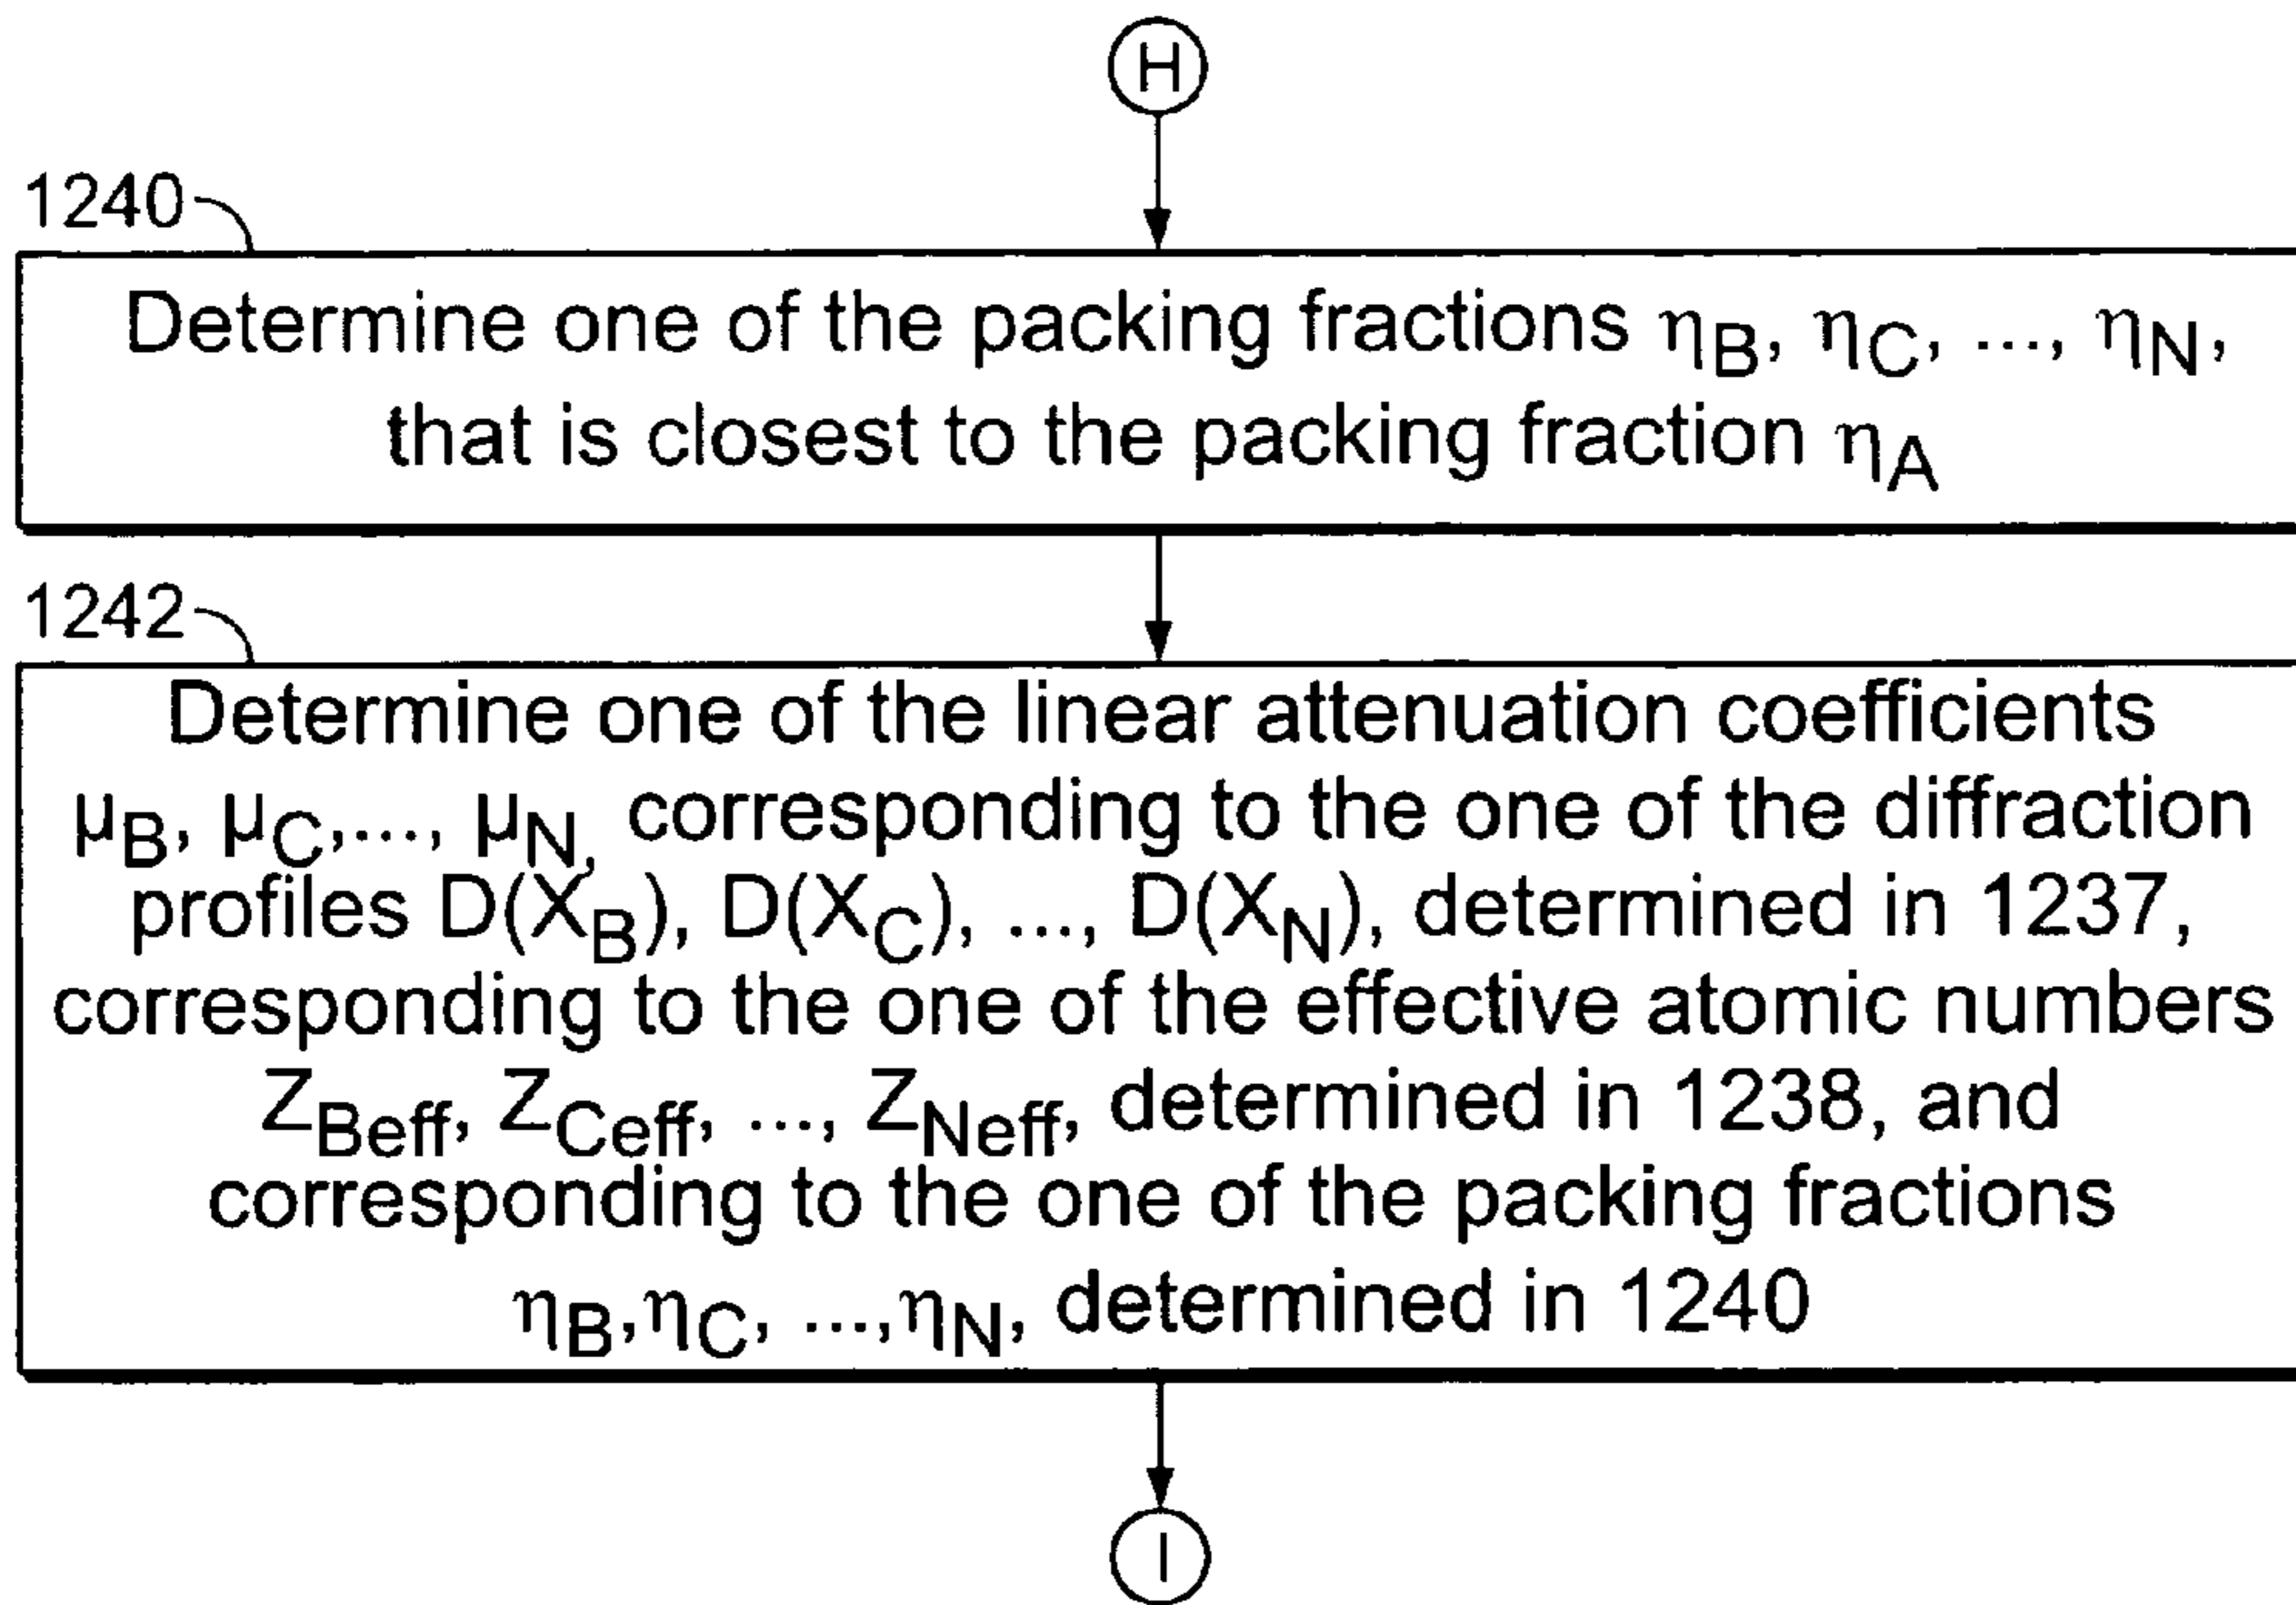 H
1240
Determine one of the packing fractions ηB, ηC, ..., ηN,
that is closest to the packing fraction ηA
1242
Determine one of the linear attenuation coefficients
μB, μC,..., μN, corresponding to the one of the diffraction
profiles D(XB), D(XC), ..., D(XN), determined in 1237,
corresponding to the one of the effective atomic numbers
ZBeff, ZCeff, ..., ZNeff, determined in 1238, and
corresponding to the one of the packing fractions
ηB,ηC, ...,ηN, determined in 1240
I